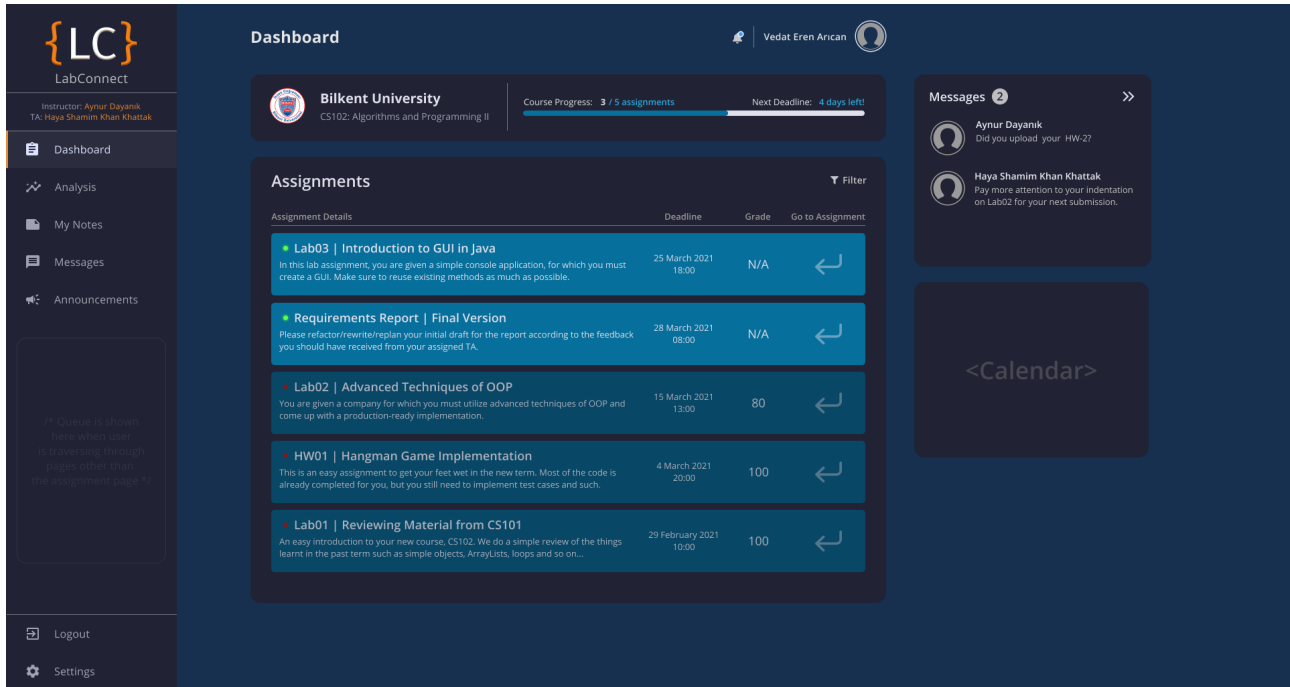 {LC}
LabConnect
Instructor: Aynur Dayanık
TA: Haya Shamim Khan Khattak
Dashboard
Analysis
My Notes
Messages
Announcements
/* Queue is shown
here when user
is traversing through
pages other than
the assignment page */
Logout
Settings
Dashboard
Vedat Eren Arıcan
Bilkent University
CS102: Algorithms and Programming II
Course Progress: 3 / 5 assignments
Next Deadline: 4 days left!
Assignments
Filter
Assignment Details
Deadline
Grade
Go to Assignment
Lab03 | Introduction to GUI in Java
In this lab assignment, you are given a simple console application, for which you must
create a GUI. Make sure to reuse existing methods as much as possible.
25 March 2021
18:00
N/A
Requirements Report | Final Version
Please refactor/rewrite/replan your initial draft for the report according to the feedback
you should have received from your assigned TA.
28 March 2021
08:00
N/A
Lab02 | Advanced Techniques of OOP
You are given a company for which you must utilize advanced techniques of OOP and
come up with a production-ready implementation.
15 March 2021
13:00
80
HW01 | Hangman Game Implementation
This is an easy assignment to get your feet wet in the new term. Most of the code is
already completed for you, but you still need to implement test cases and such.
4 March 2021
20:00
100
Lab01 | Reviewing Material from CS101
An easy introduction to your new course, CS102. We do a simple review of the things
learnt in the past term such as simple objects, ArrayLists, loops and so on...
29 February 2021
10:00
100
Messages 2
Aynur Dayanık
Did you upload your HW-2?
Haya Shamim Khan Khattak
Pay more attention to your indentation
on Lab02 for your next submission.
<Calendar>